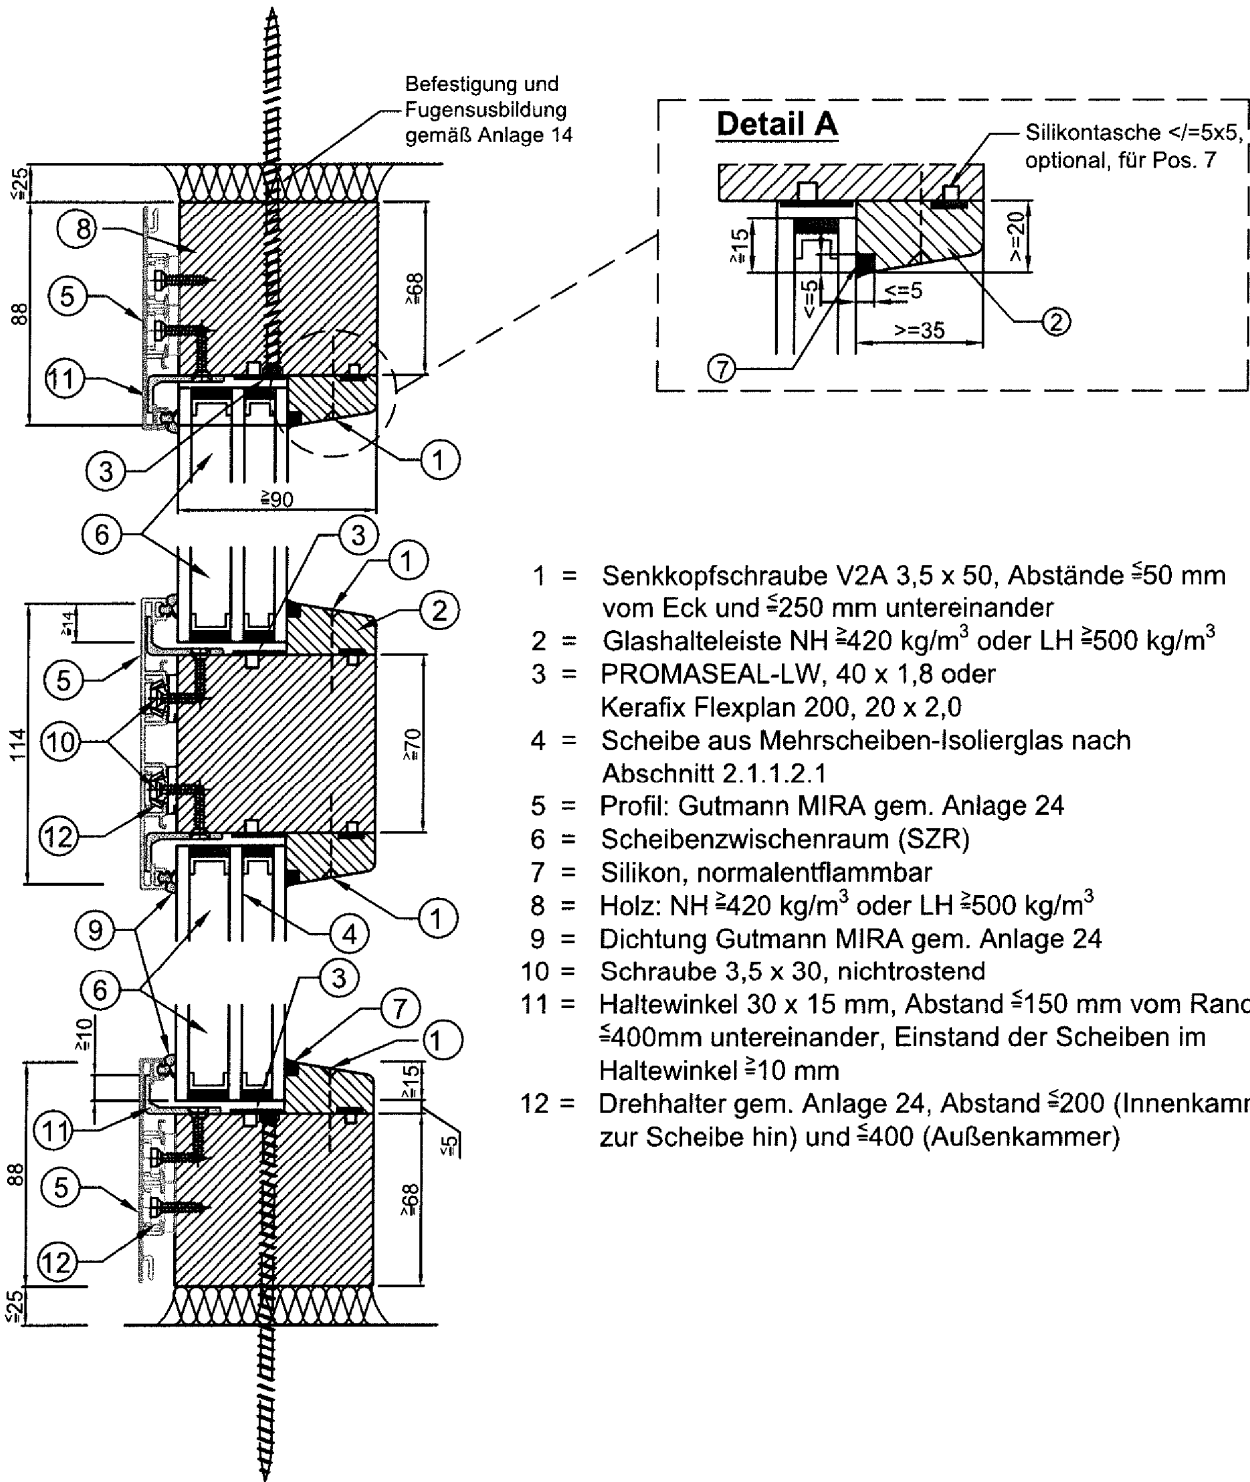 Befestigung und
Fugensusbildung
gemäß Anlage 14
Detail A
Silikontasche </=5x5,
optional, für Pos. 7
≧15
>=20
<=5
<=5
>=35
2
7
≦25
88
8
5
11
≧68
3
1
≧90
6
3
1
2
≧14
5
114
10
12
≧70
1
9
4
6
3
7
1
≧10
≧15
≦5
11
88
5
12
≧68
≦25
1 = Senkkopfschraube V2A 3,5 x 50, Abstände ≦50 mm
vom Eck und ≦250 mm untereinander
2 = Glashalteleiste NH ≧420 kg/m³ oder LH ≧500 kg/m³
3 = PROMASEAL-LW, 40 x 1,8 oder
Kerafix Flexplan 200, 20 x 2,0
4 = Scheibe aus Mehrscheiben-Isolierglas nach
Abschnitt 2.1.1.2.1
5 = Profil: Gutmann MIRA gem. Anlage 24
6 = Scheibenzwischenraum (SZR)
7 = Silikon, normalentflammbar
8 = Holz: NH ≧420 kg/m³ oder LH ≧500 kg/m³
9 = Dichtung Gutmann MIRA gem. Anlage 24
10 = Schraube 3,5 x 30, nichtrostend
11 = Haltewinkel 30 x 15 mm, Abstand ≦150 mm vom Rand
≦400mm untereinander, Einstand der Scheiben im
Haltewinkel ≧10 mm
12 = Drehhalter gem. Anlage 24, Abstand ≦200 (Innenkamm
zur Scheibe hin) und ≦400 (Außenkammer)